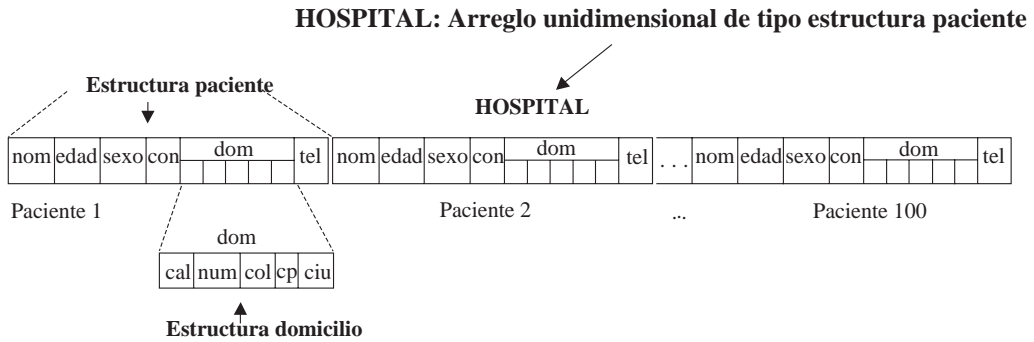 HOSPITAL: Arreglo unidimensional de tipo estructura paciente
Estructura paciente
HOSPITAL
nom edad sexo con dom tel nom edad sexo con dom tel . . . nom edad sexo con dom tel
Paciente 1 Paciente 2 ... Paciente 100
dom
cal num col cp ciu
Estructura domicilio